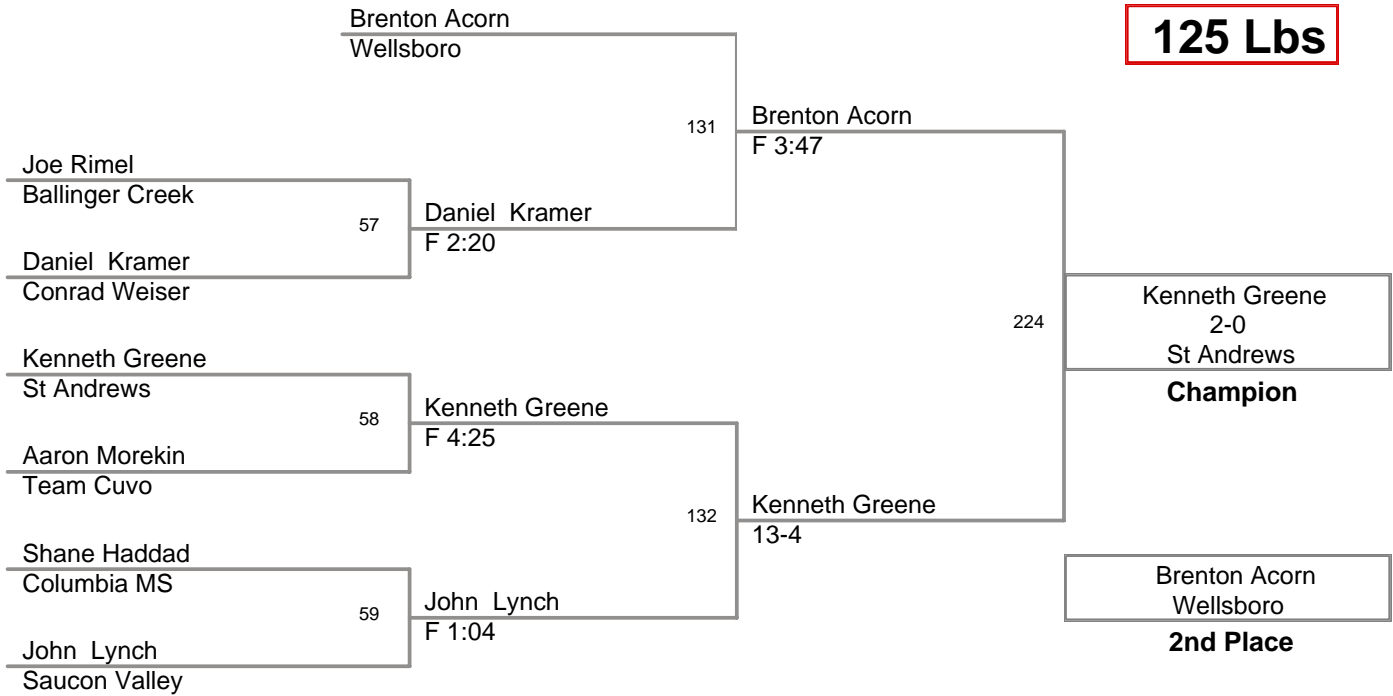 Brenton Acorn
Wellsboro
125 Lbs
131
Brenton Acorn
F 3:47
Joe Rimel
Ballinger Creek
57
Daniel Kramer
F 2:20
Daniel Kramer
Conrad Weiser
224
Kenneth Greene
2-0
St Andrews
Champion
Kenneth Greene
St Andrews
58
Kenneth Greene
F 4:25
Aaron Morekin
Team Cuvo
132
Kenneth Greene
13-4
Shane Haddad
Columbia MS
59
John Lynch
F 1:04
John Lynch
Saucon Valley
Brenton Acorn
Wellsboro
2nd Place